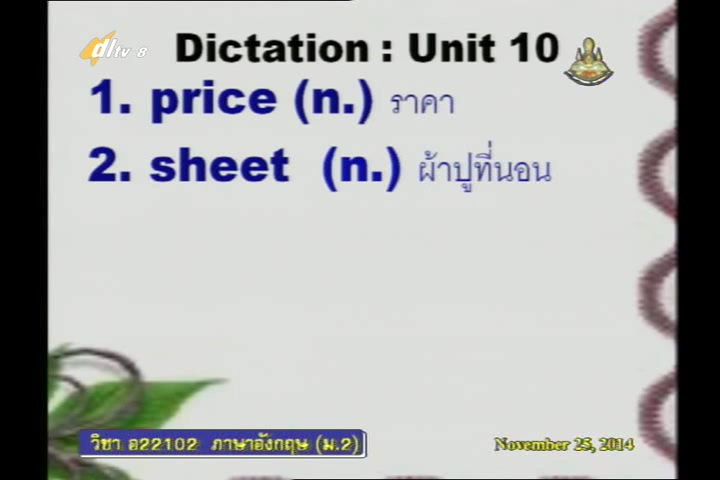 dltv 8
Dictation : Unit 10
1. price (n.) ราคา
2. sheet (n.) ผ้าปูที่นอน
วิชา อ22102 ภาษาอังกฤษ (ม.2)
November 25, 2014